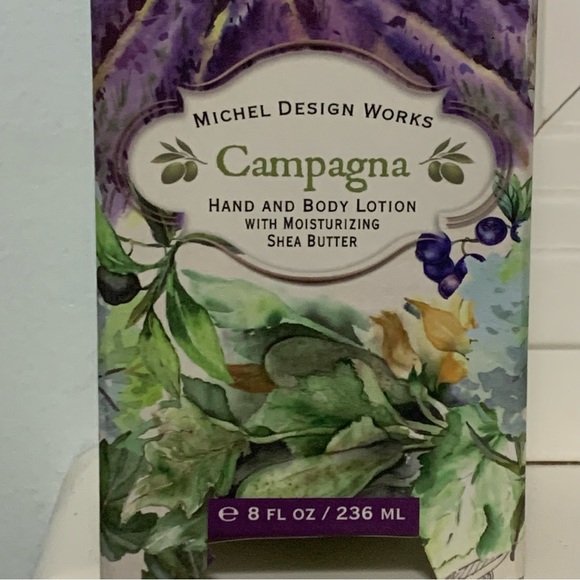 MICHEL DESIGN WORKS
Campagna
HAND AND BODY LOTION
WITH MOISTURIZING
SHEA BUTTER
℮ 8 FL OZ / 236 ML